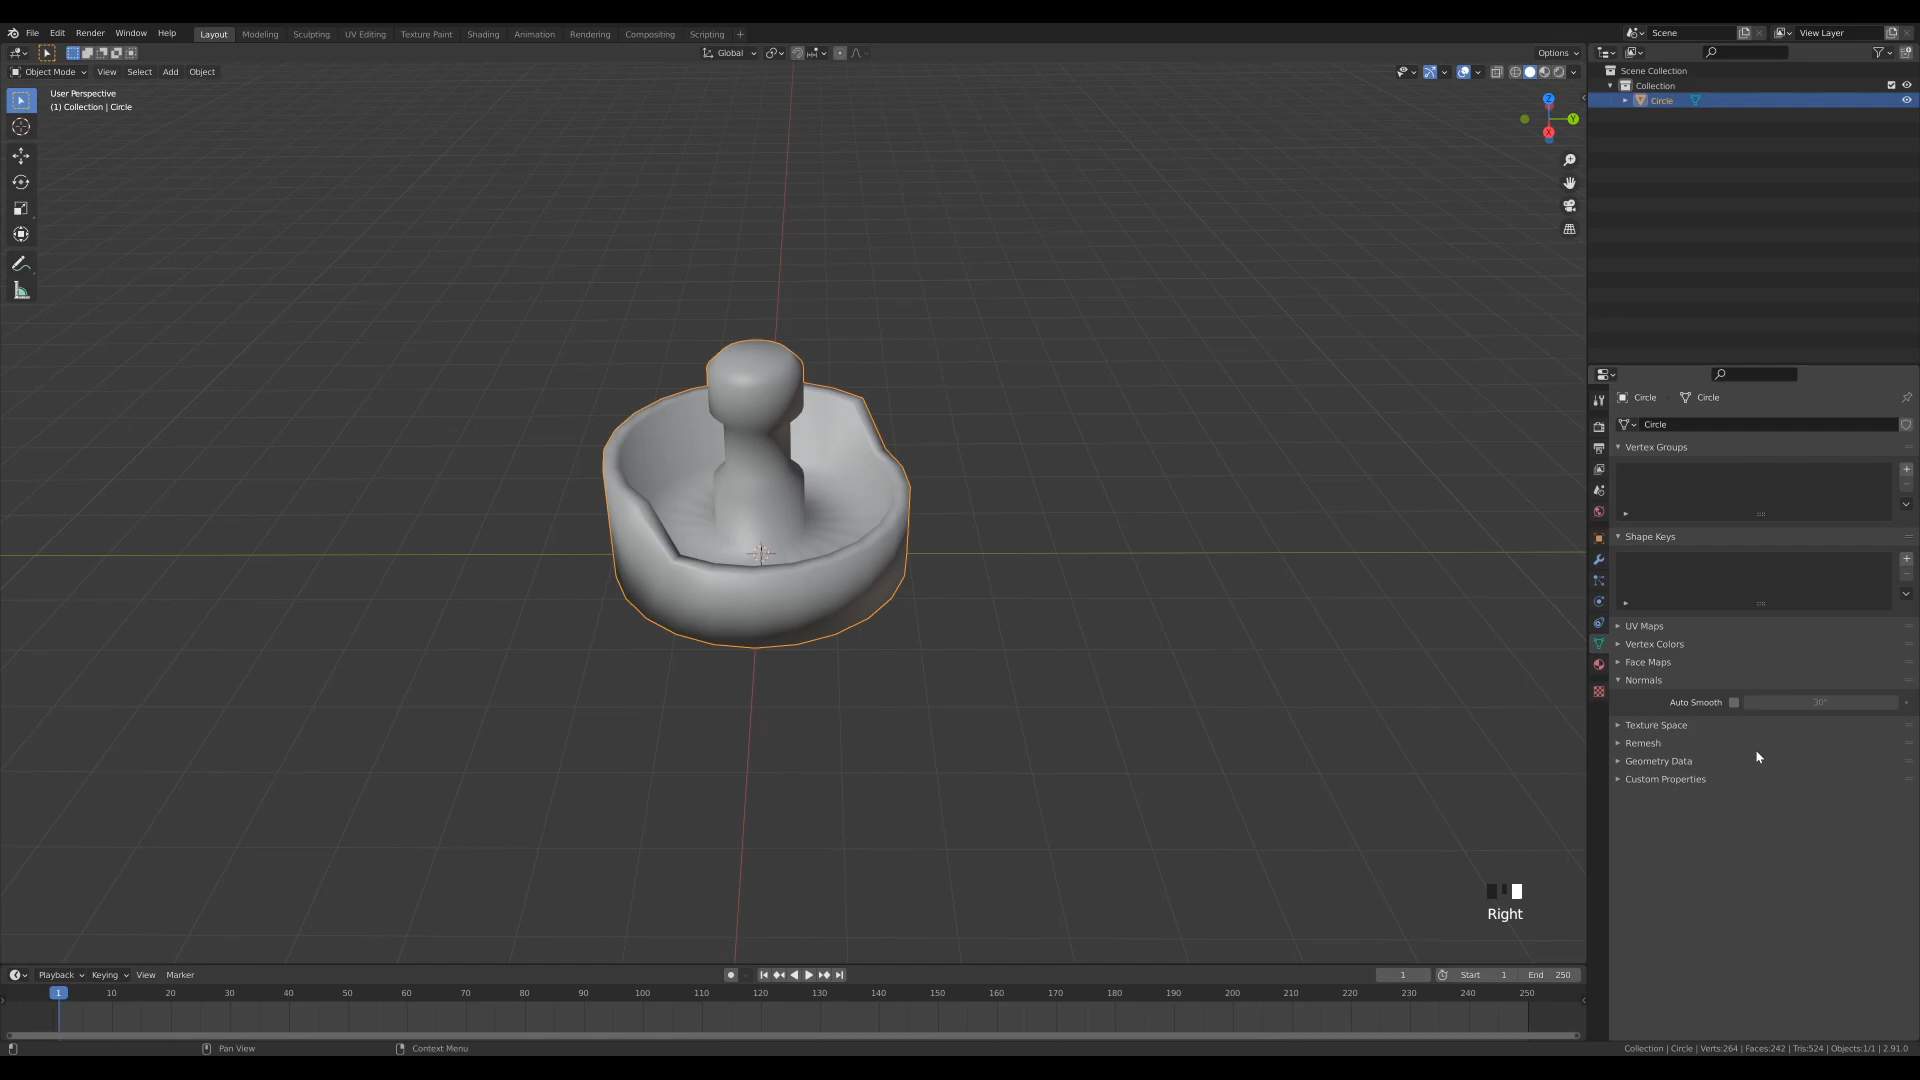 File Edit Render Window Help Layout Modeling Sculpting UV Editing Texture Paint Shading Animation Rendering Compositing Scripting + Scene View Layer
Global Options
Object Mode View Select Add Object
User Perspective
(1) Collection | Circle
Z
Y
X
Scene Collection
Collection
Circle
Circle Circle
Circle
Vertex Groups
Shape Keys
UV Maps
Vertex Colors
Face Maps
Normals
Auto Smooth 30°
Texture Space
Remesh
Geometry Data
Custom Properties
Right
Playback Keying View Marker 1 Start 1 End 250
1 10 20 30 40 50 60 70 80 90 100 110 120 130 140 150 160 170 180 190 200 210 220 230 240 250
Pan View Context Menu Collection | Circle | Verts:264 | Faces:242 | Tris:524 | Objects:1/1 | 2.91.0